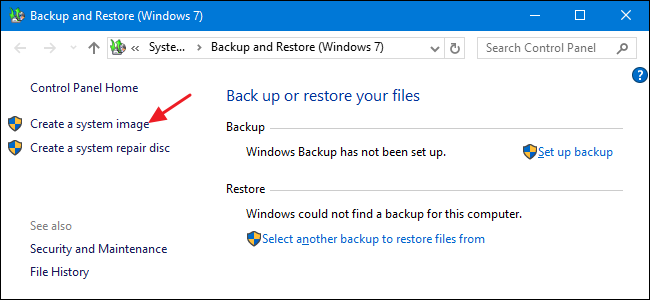 Backup and Restore (Windows 7)
« Syste... > Backup and Restore (Windows 7)
Search Control Panel
?
Control Panel Home
Create a system image
Create a system repair disc
See also
Security and Maintenance
File History
Back up or restore your files
Backup
Windows Backup has not been set up.
Set up backup
Restore
Windows could not find a backup for this computer.
Select another backup to restore files from